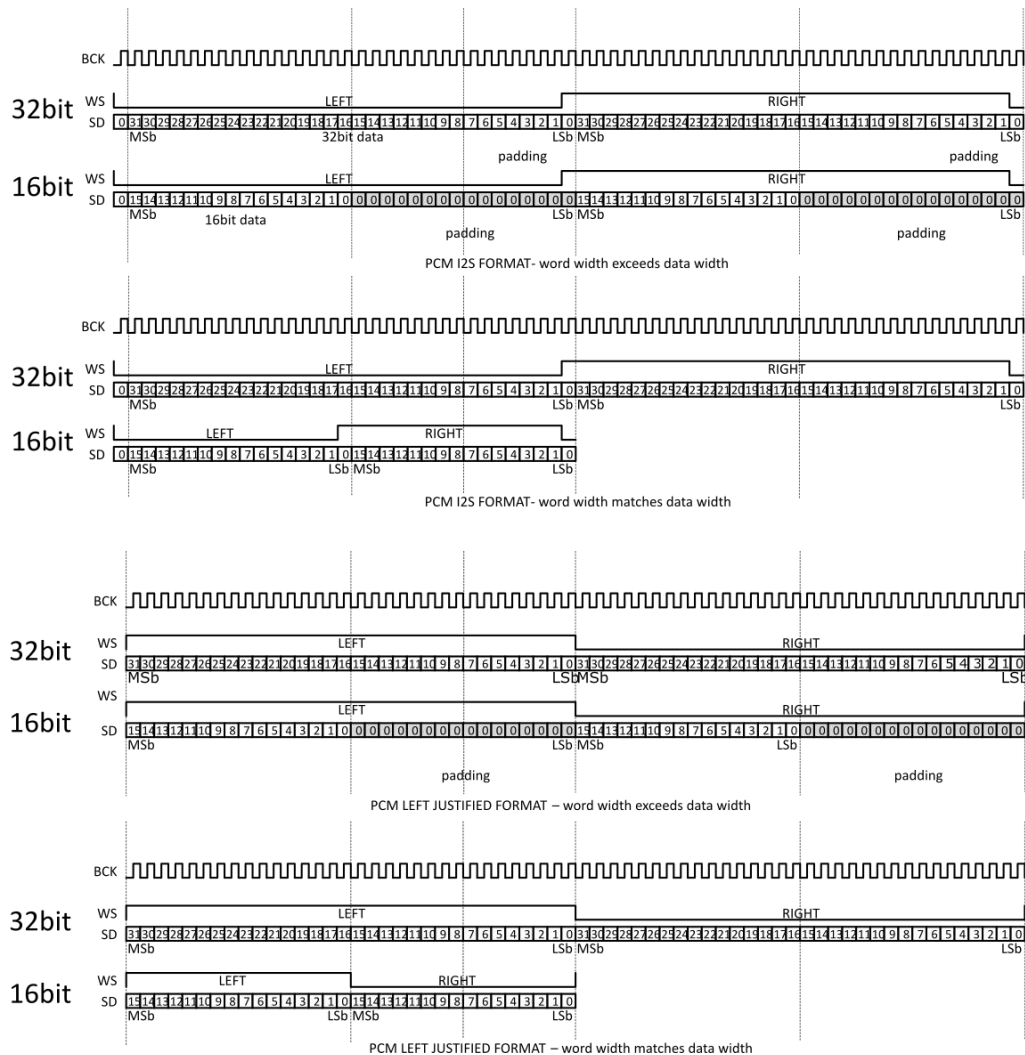 BCK
32bit
WS LEFT RIGHT
SD 0 31 30 29 28 27 26 25 24 23 22 21 20 19 18 17 16 15 14 13 12 11 10 9 8 7 6 5 4 3 2 1 0 31 30 29 28 27 26 25 24 23 22 21 20 19 18 17 16 15 14 13 12 11 10 9 8 7 6 5 4 3 2 1 0
MSb 32bit data LSb MSb LSb
padding padding
16bit
WS LEFT RIGHT
SD 0 15 14 13 12 11 10 9 8 7 6 5 4 3 2 1 0 0 0 0 0 0 0 0 0 0 0 0 0 0 0 0 0 15 14 13 12 11 10 9 8 7 6 5 4 3 2 1 0 0 0 0 0 0 0 0 0 0 0 0 0 0 0 0 0
MSb 16bit data LSb MSb LSb
padding padding
PCM I2S FORMAT- word width exceeds data width
BCK
32bit
WS LEFT RIGHT
SD 0 31 30 29 28 27 26 25 24 23 22 21 20 19 18 17 16 15 14 13 12 11 10 9 8 7 6 5 4 3 2 1 0 31 30 29 28 27 26 25 24 23 22 21 20 19 18 17 16 15 14 13 12 11 10 9 8 7 6 5 4 3 2 1 0
MSb LSb MSb LSb
16bit
WS LEFT RIGHT
SD 0 15 14 13 12 11 10 9 8 7 6 5 4 3 2 1 0 15 14 13 12 11 10 9 8 7 6 5 4 3 2 1 0
MSb LSb MSb LSb
PCM I2S FORMAT- word width matches data width
BCK
32bit
WS LEFT RIGHT
SD 31 30 29 28 27 26 25 24 23 22 21 20 19 18 17 16 15 14 13 12 11 10 9 8 7 6 5 4 3 2 1 0 31 30 29 28 27 26 25 24 23 22 21 20 19 18 17 16 15 14 13 12 11 10 9 8 7 6 5 4 3 2 1 0
MSb LSb MSb LSb
16bit
WS LEFT RIGHT
SD 15 14 13 12 11 10 9 8 7 6 5 4 3 2 1 0 0 0 0 0 0 0 0 0 0 0 0 0 0 0 0 0 15 14 13 12 11 10 9 8 7 6 5 4 3 2 1 0 0 0 0 0 0 0 0 0 0 0 0 0 0 0 0 0
MSb LSb MSb LSb
padding padding
PCM LEFT JUSTIFIED FORMAT – word width exceeds data width
BCK
32bit
WS LEFT RIGHT
SD 31 30 29 28 27 26 25 24 23 22 21 20 19 18 17 16 15 14 13 12 11 10 9 8 7 6 5 4 3 2 1 0 31 30 29 28 27 26 25 24 23 22 21 20 19 18 17 16 15 14 13 12 11 10 9 8 7 6 5 4 3 2 1 0
MSb LSb MSb LSb
16bit
WS LEFT RIGHT
SD 15 14 13 12 11 10 9 8 7 6 5 4 3 2 1 0 15 14 13 12 11 10 9 8 7 6 5 4 3 2 1 0
MSb LSb MSb LSb
PCM LEFT JUSTIFIED FORMAT – word width matches data width